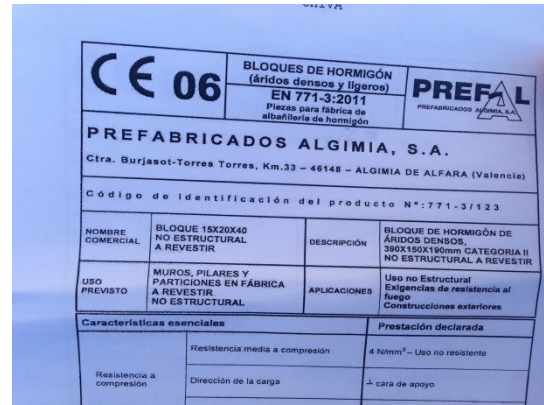 CHIVA
CE 06
BLOQUES DE HORMIGÓN
(áridos densos y ligeros)
EN 771-3:2011
Piezas para fábrica de
albañilería de hormigón
PREFAL
PREFABRICADOS ALGIMIA, S.A.
PREFABRICADOS ALGIMIA, S.A.
Ctra. Burjasot-Torres Torres, Km.33 – 46148 – ALGIMIA DE ALFARA (Valencia)
Código de identificación del producto Nº:771-3/123
NOMBRE
COMERCIAL
BLOQUE 15X20X40
NO ESTRUCTURAL
A REVESTIR
DESCRIPCIÓN
BLOQUE DE HORMIGÓN DE
ÁRIDOS DENSOS,
390X150X190mm CATEGORIA II
NO ESTRUCTURAL A REVESTIR
USO
PREVISTO
MUROS, PILARES Y
PARTICIONES EN FÁBRICA
A REVESTIR
NO ESTRUCTURAL
APLICACIONES
Uso no Estructural
Exigencias de resistencia al
fuego
Construcciones exteriores
Características esenciales
Prestación declarada
Resistencia a
compresión
Resistencia media a compresión
4 N/mm² – Uso no resistente
Dirección de la carga
⊥ cara de apoyo